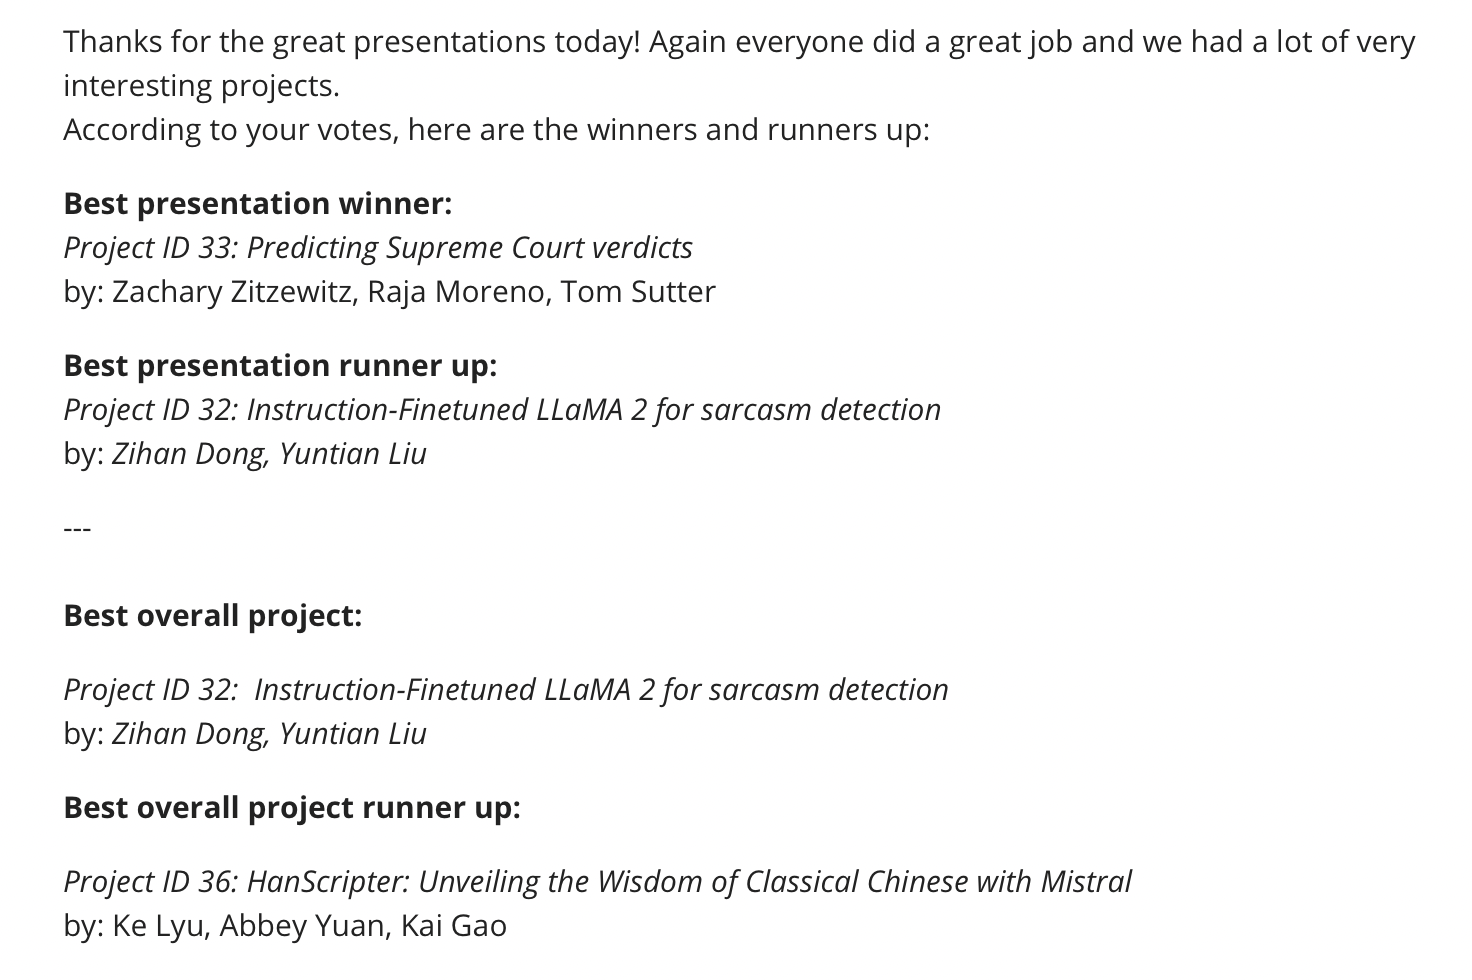 Thanks for the great presentations today! Again everyone did a great job and we had a lot of very
interesting projects.
According to your votes, here are the winners and runners up:
Best presentation winner:
Project ID 33: Predicting Supreme Court verdicts
by: Zachary Zitzewitz, Raja Moreno, Tom Sutter
Best presentation runner up:
Project ID 32: Instruction-Finetuned LLaMA 2 for sarcasm detection
by: Zihan Dong, Yuntian Liu
---
Best overall project:
Project ID 32:  Instruction-Finetuned LLaMA 2 for sarcasm detection
by: Zihan Dong, Yuntian Liu
Best overall project runner up:
Project ID 36: HanScripter: Unveiling the Wisdom of Classical Chinese with Mistral
by: Ke Lyu, Abbey Yuan, Kai Gao